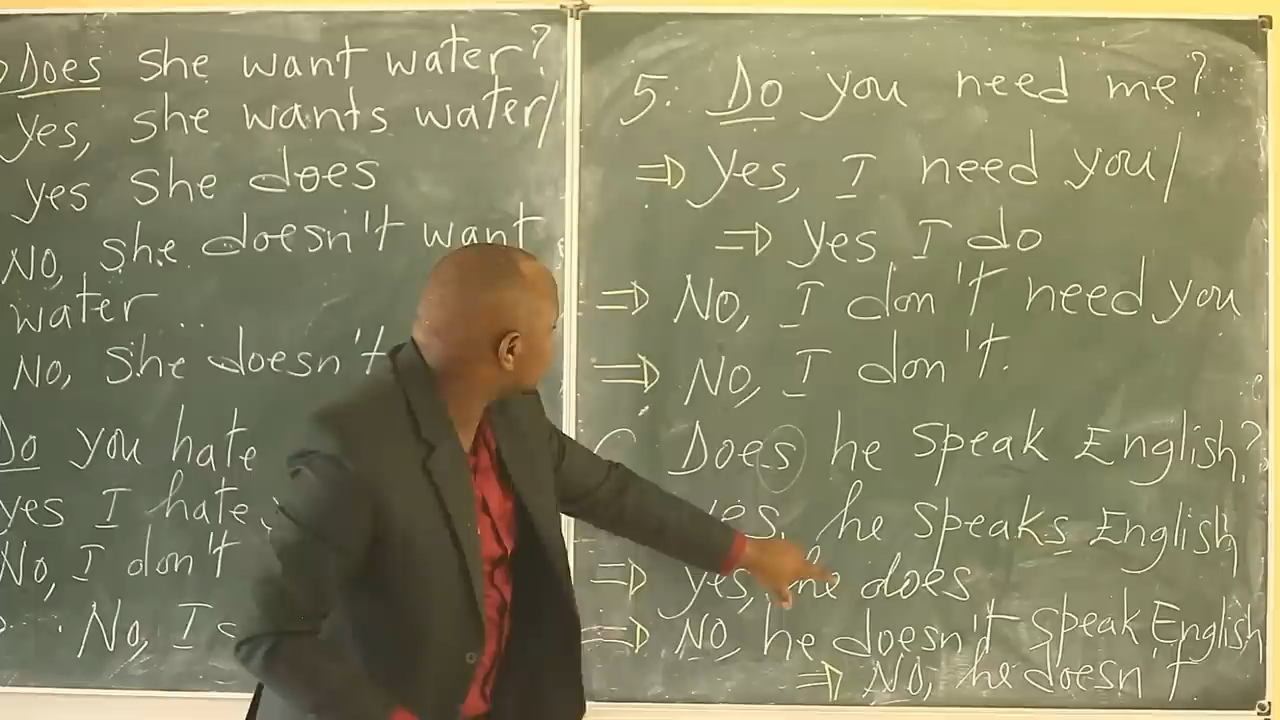 Does she want water?
Yes, she wants water/
yes she does
NO, she doesn't want
water
No, she doesn't
Do you hate
yes I hate
No, I don't
No, I
5. Do you need me?
⇒ Yes, I need you/
⇒ Yes I do
⇒ No, I don't need you
⇒ No, I don't.
Does he speak English?
yes, he speaks English
⇒ yes, he does
⇒ NO, he doesn't speak English
⇒ NO, he doesn't